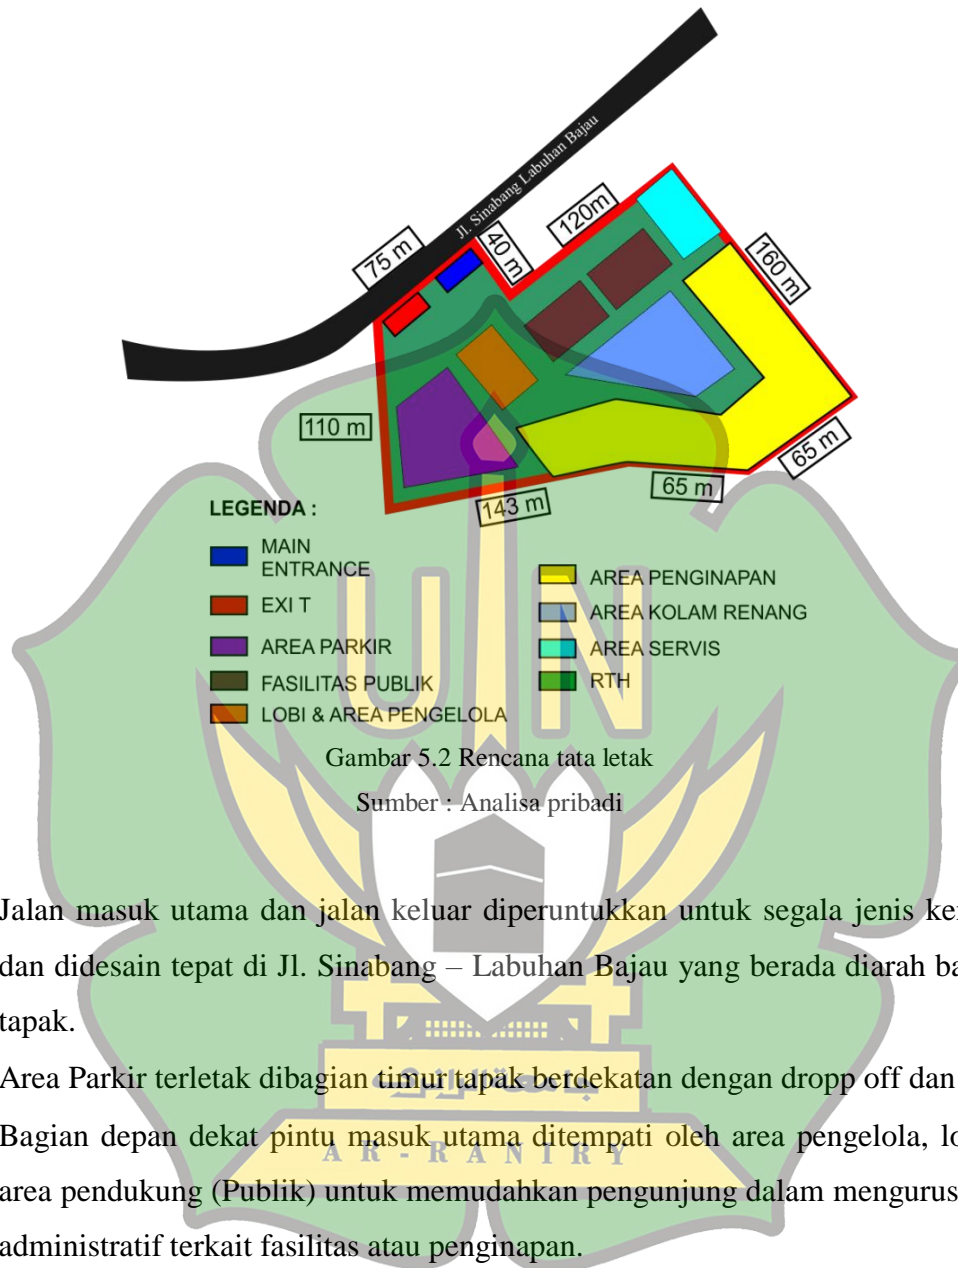 Jl. Sinabang Labuhan Bajau
75 m
40 m
120m
160 m
110 m
65 m
65 m
143 m
LEGENDA :
MAIN
ENTRANCE
EXI T
AREA PARKIR
FASILITAS PUBLIK
LOBI & AREA PENGELOLA
AREA PENGINAPAN
AREA KOLAM RENANG
AREA SERVIS
RTH
UIN
Gambar 5.2 Rencana tata letak
Sumber : Analisa pribadi
Jalan masuk utama dan jalan keluar diperuntukkan untuk segala jenis
dan didesain tepat di Jl. Sinabang – Labuhan Bajau yang berada diarah
tapak.
Area Parkir terletak dibagian timur tapak berdekatan dengan dropp off dan
جامعة الرانري
Bagian depan dekat pintu masuk utama ditempati oleh area pengelola,
AR-RANIRY
area pendukung (Publik) untuk memudahkan pengunjung dalam mengurus
administratif terkait fasilitas atau penginapan.